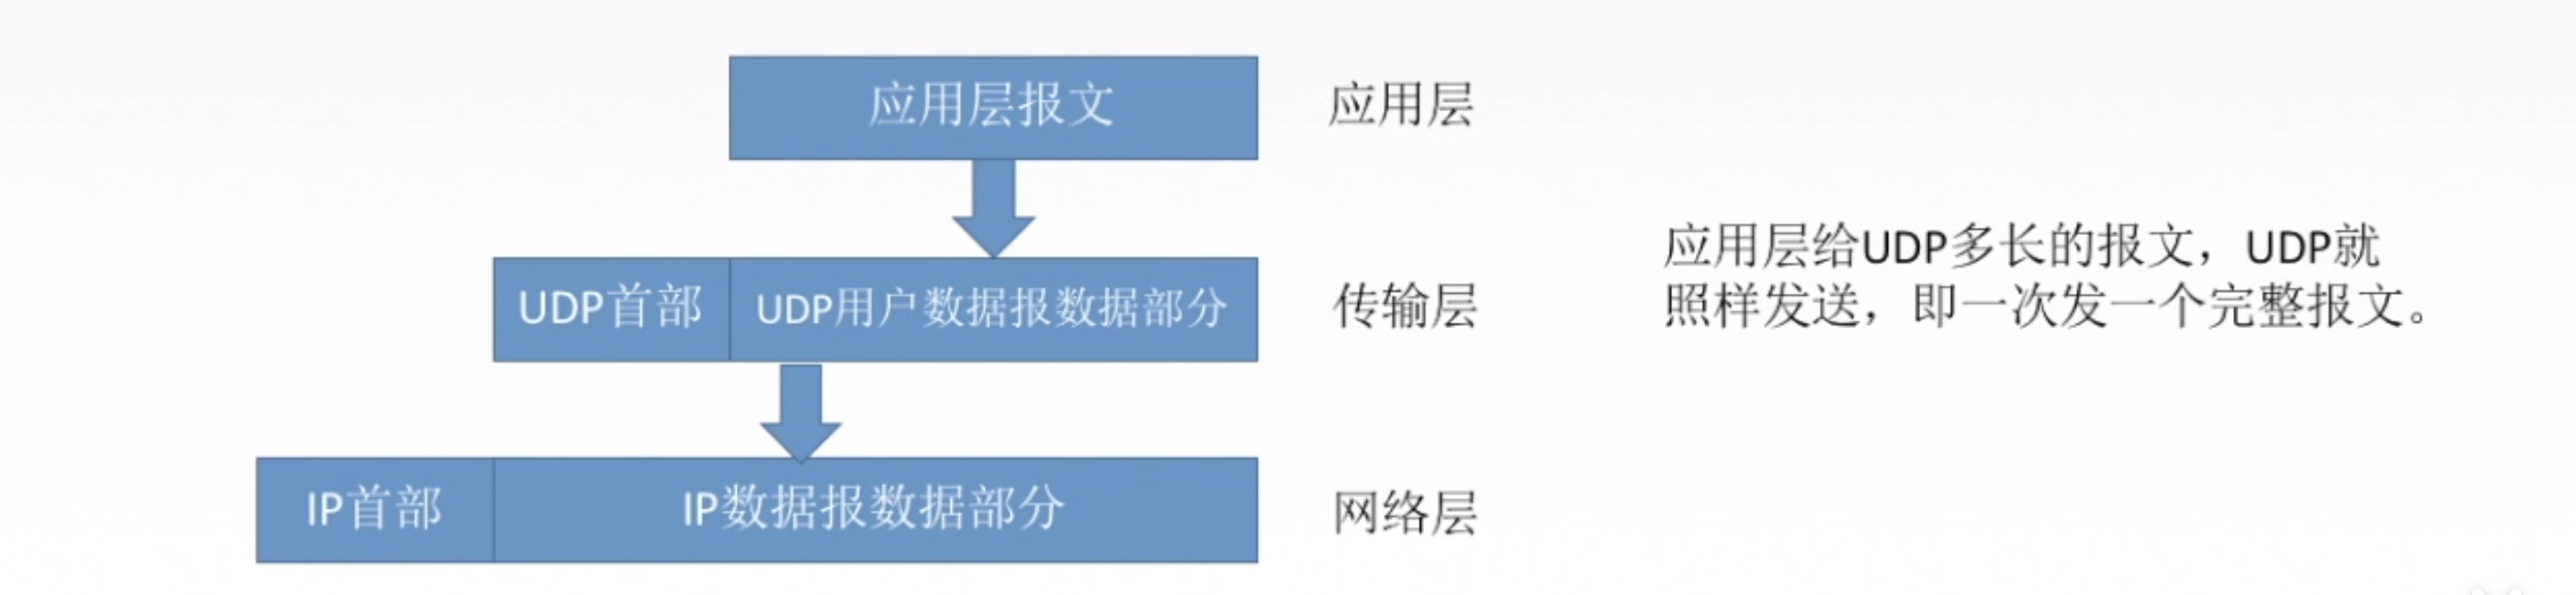 应用层报文
应用层
UDP首部
UDP用户数据报数据部分
传输层
应用层给UDP多长的报文，UDP就
照样发送，即一次发一个完整报文。
IP首部
IP数据报数据部分
网络层